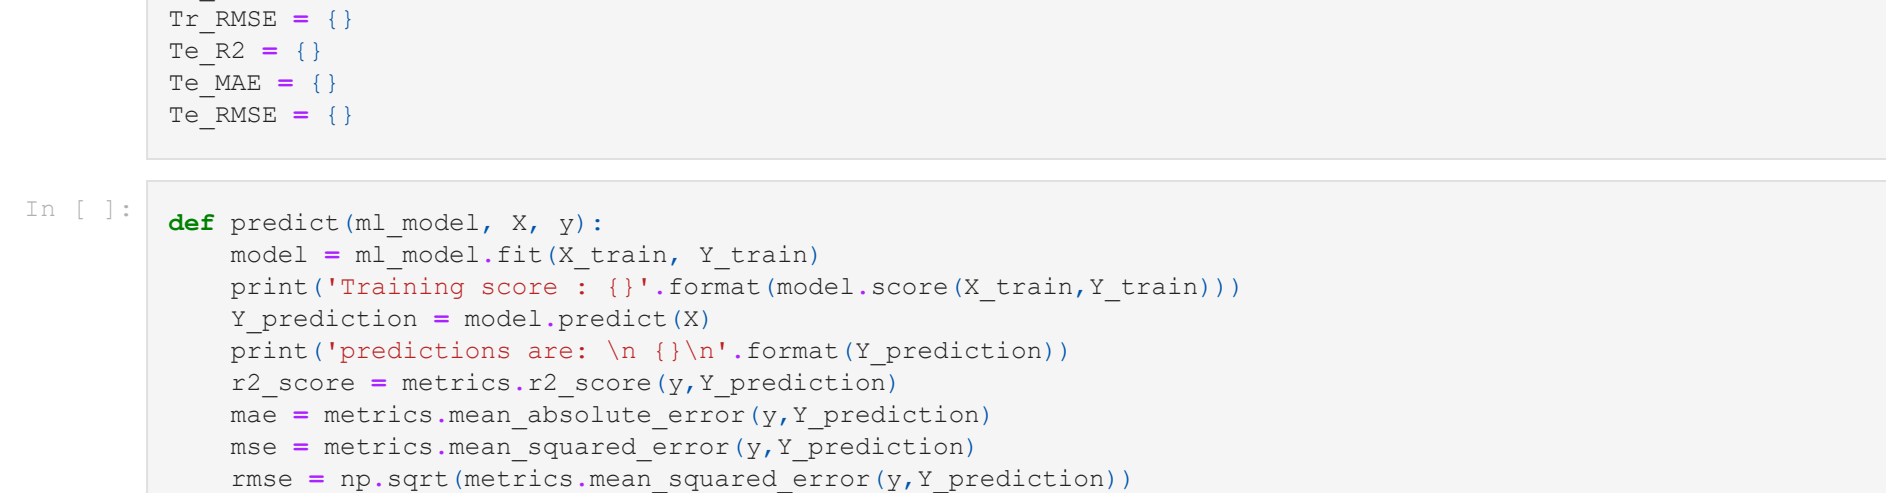 Tr_RMSE = {}
Te_R2 = {}
Te_MAE = {}
Te_RMSE = {}
In [ ]:
def predict(ml_model, X, y):
    model = ml_model.fit(X_train, Y_train)
    print('Training score : {}'.format(model.score(X_train,Y_train)))
    Y_prediction = model.predict(X)
    print('predictions are: \n {}\n'.format(Y_prediction))
    r2_score = metrics.r2_score(y,Y_prediction)
    mae = metrics.mean_absolute_error(y,Y_prediction)
    mse = metrics.mean_squared_error(y,Y_prediction)
    rmse = np.sqrt(metrics.mean_squared_error(y,Y_prediction))